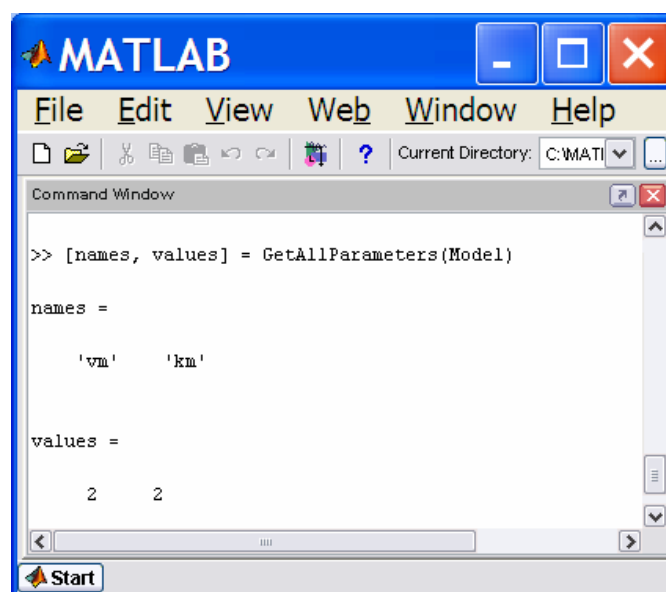 MATLAB
File Edit View Web Window Help
? Current Directory: C:\MATI ...
Command Window
>> [names, values] = GetAllParameters(Model)
names =
'vm' 'km'
values =
2 2
Start